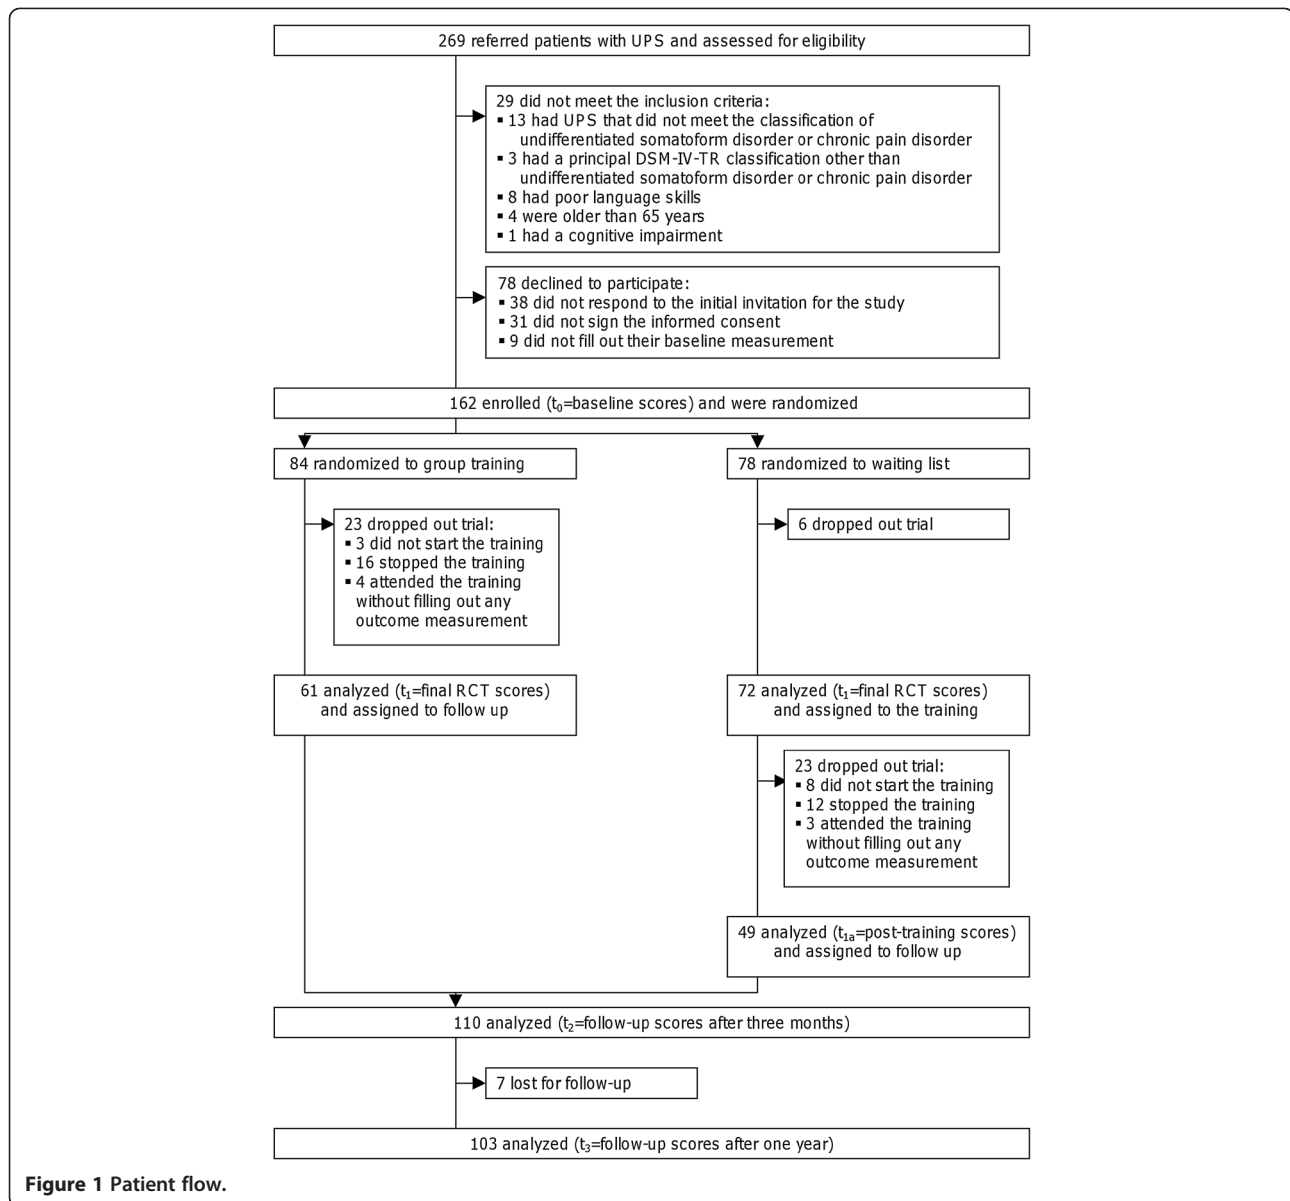 269 referred patients with UPS and assessed for eligibility
29 did not meet the inclusion criteria:
▪ 13 had UPS that did not meet the classification of
undifferentiated somatoform disorder or chronic pain disorder
▪ 3 had a principal DSM-IV-TR classification other than
undifferentiated somatoform disorder or chronic pain disorder
▪ 8 had poor language skills
▪ 4 were older than 65 years
▪ 1 had a cognitive impairment
78 declined to participate:
▪ 38 did not respond to the initial invitation for the study
▪ 31 did not sign the informed consent
▪ 9 did not fill out their baseline measurement
162 enrolled (t₀=baseline scores) and were randomized
84 randomized to group training
78 randomized to waiting list
23 dropped out trial:
▪ 3 did not start the training
▪ 16 stopped the training
▪ 4 attended the training
without filling out any
outcome measurement
6 dropped out trial
61 analyzed (t₁=final RCT scores)
and assigned to follow up
72 analyzed (t₁=final RCT scores)
and assigned to the training
23 dropped out trial:
▪ 8 did not start the training
▪ 12 stopped the training
▪ 3 attended the training
without filling out any
outcome measurement
49 analyzed (t₁ₐ=post-training scores)
and assigned to follow up
110 analyzed (t₂=follow-up scores after three months)
7 lost for follow-up
103 analyzed (t₃=follow-up scores after one year)
Figure 1 Patient flow.